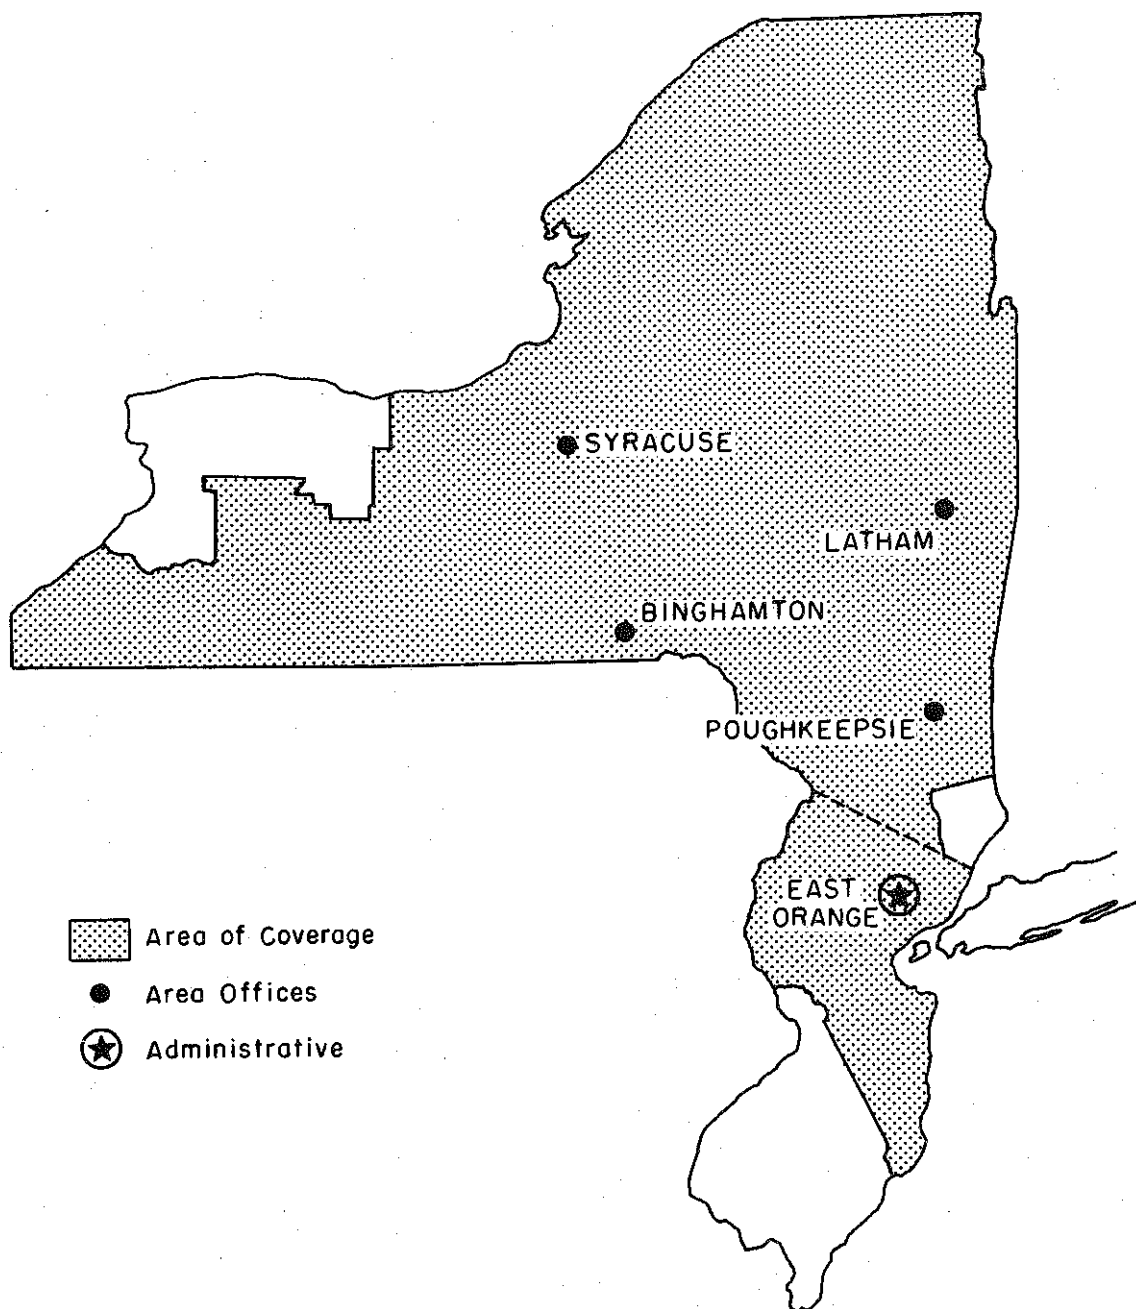 SYRACUSE
LATHAM
BINGHAMTON
POUGHKEEPSIE
EAST
ORANGE
Area of Coverage
Area Offices
Administrative